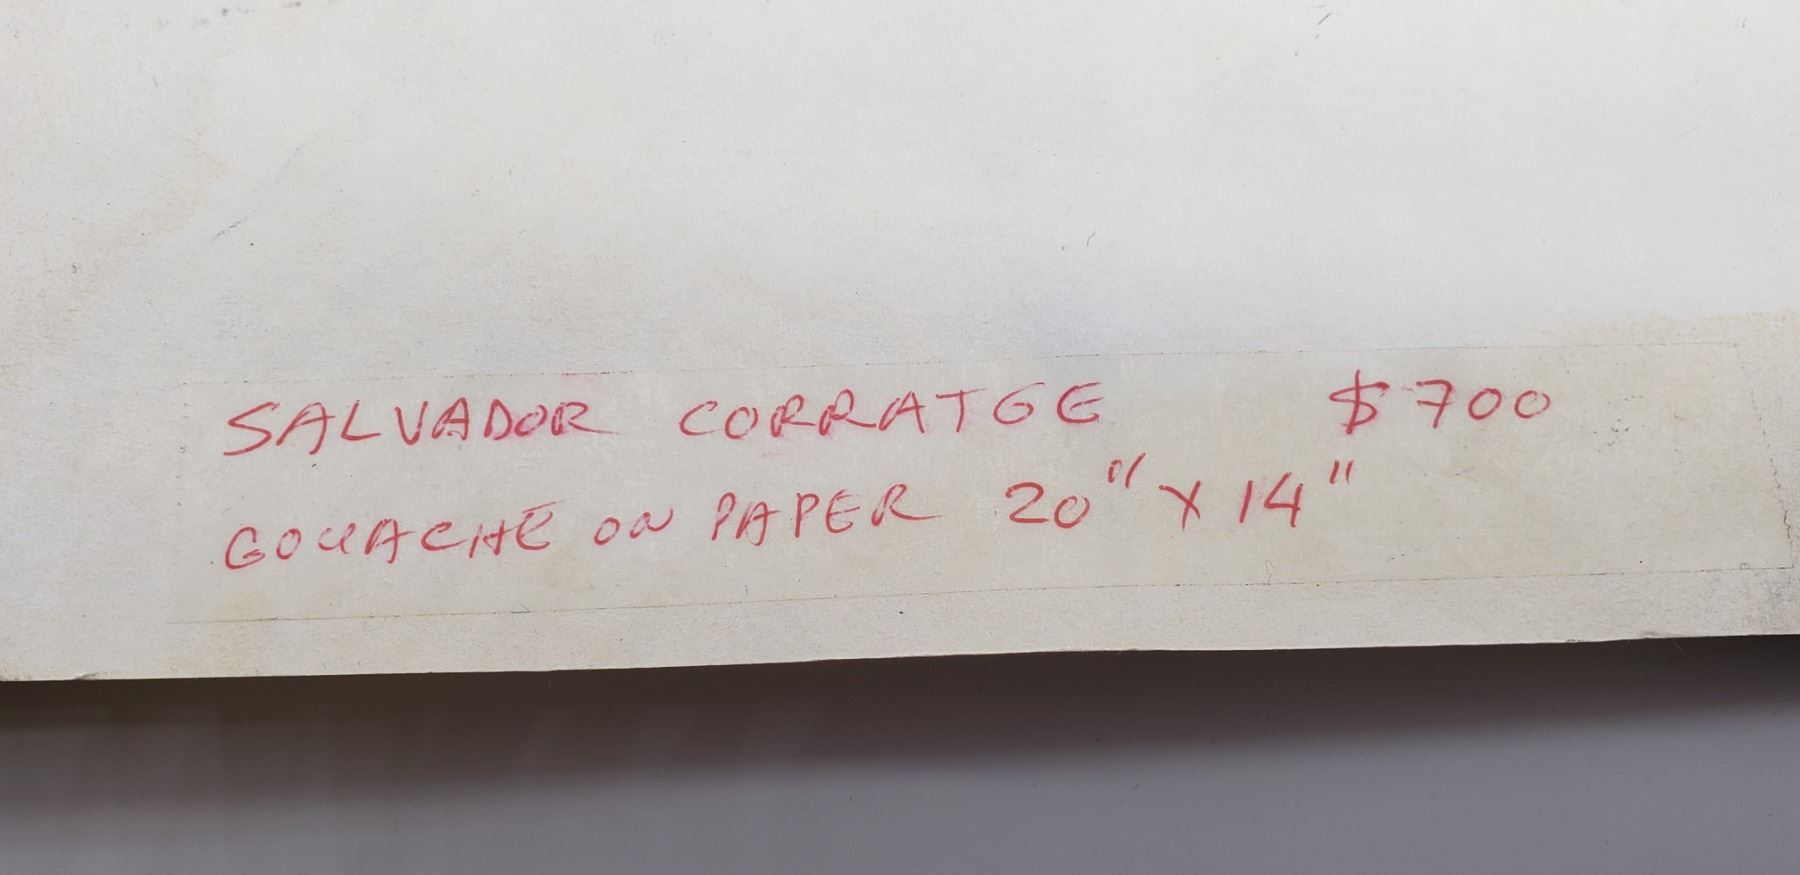 SALVADOR CORRATGE $700
GOUACHE ON PAPER 20" X 14"